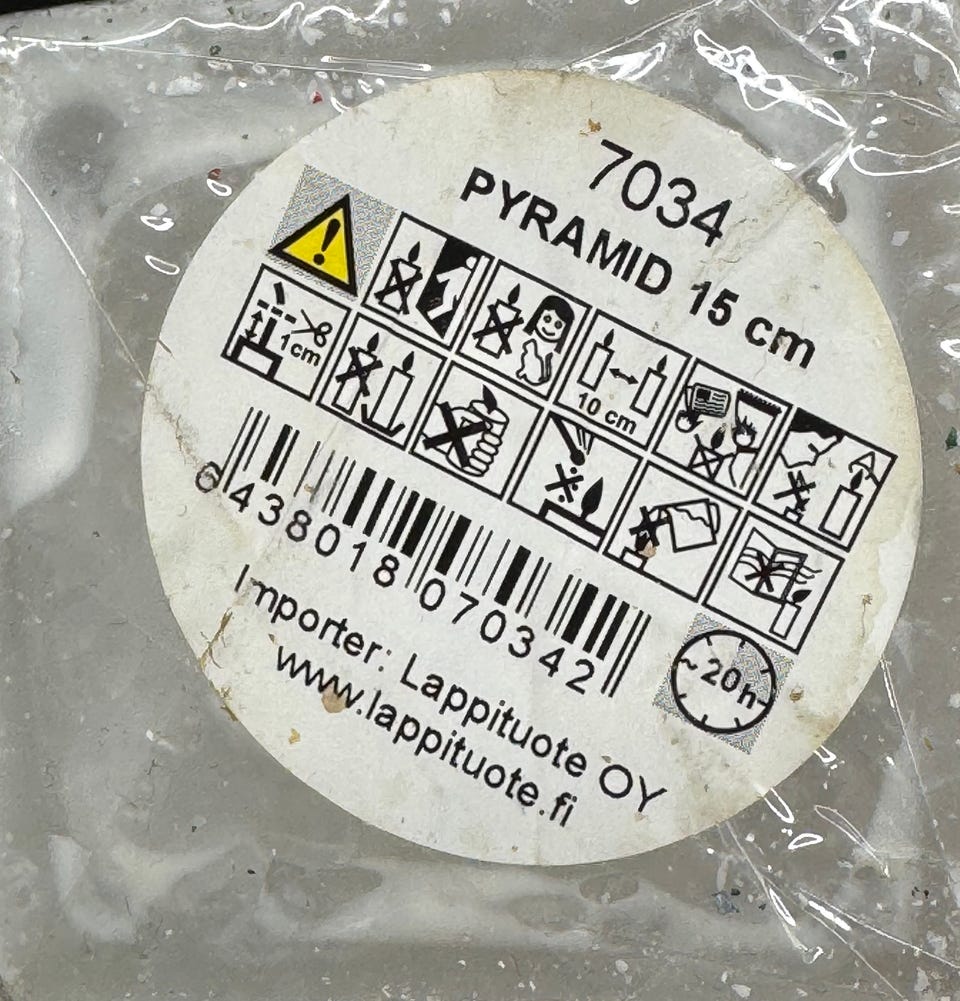 7034
PYRAMID 15 cm
!
1cm
10 cm
6 438018 070342
~20h
Importer: Lappituote OY
www.lappituote.fi